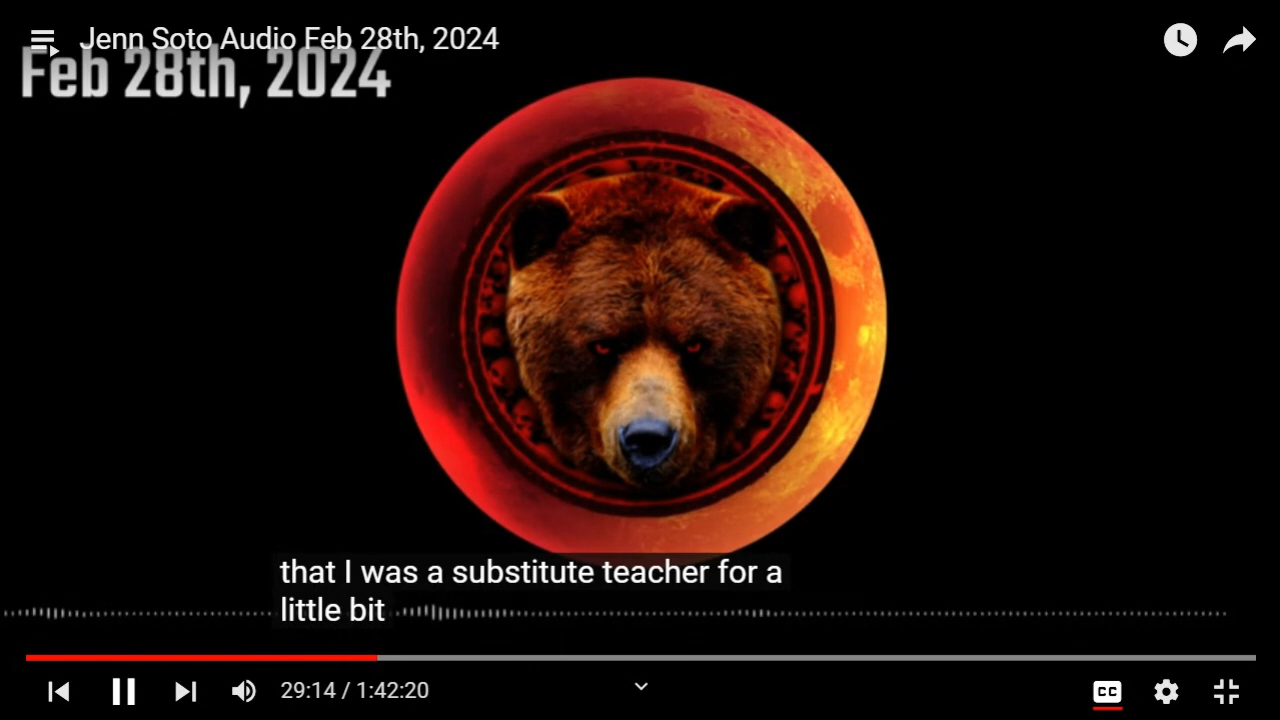 Jenn Soto Audio Feb 28th, 2024
Feb 28th, 2024
that I was a substitute teacher for a
little bit
29:14 / 1:42:20
CC